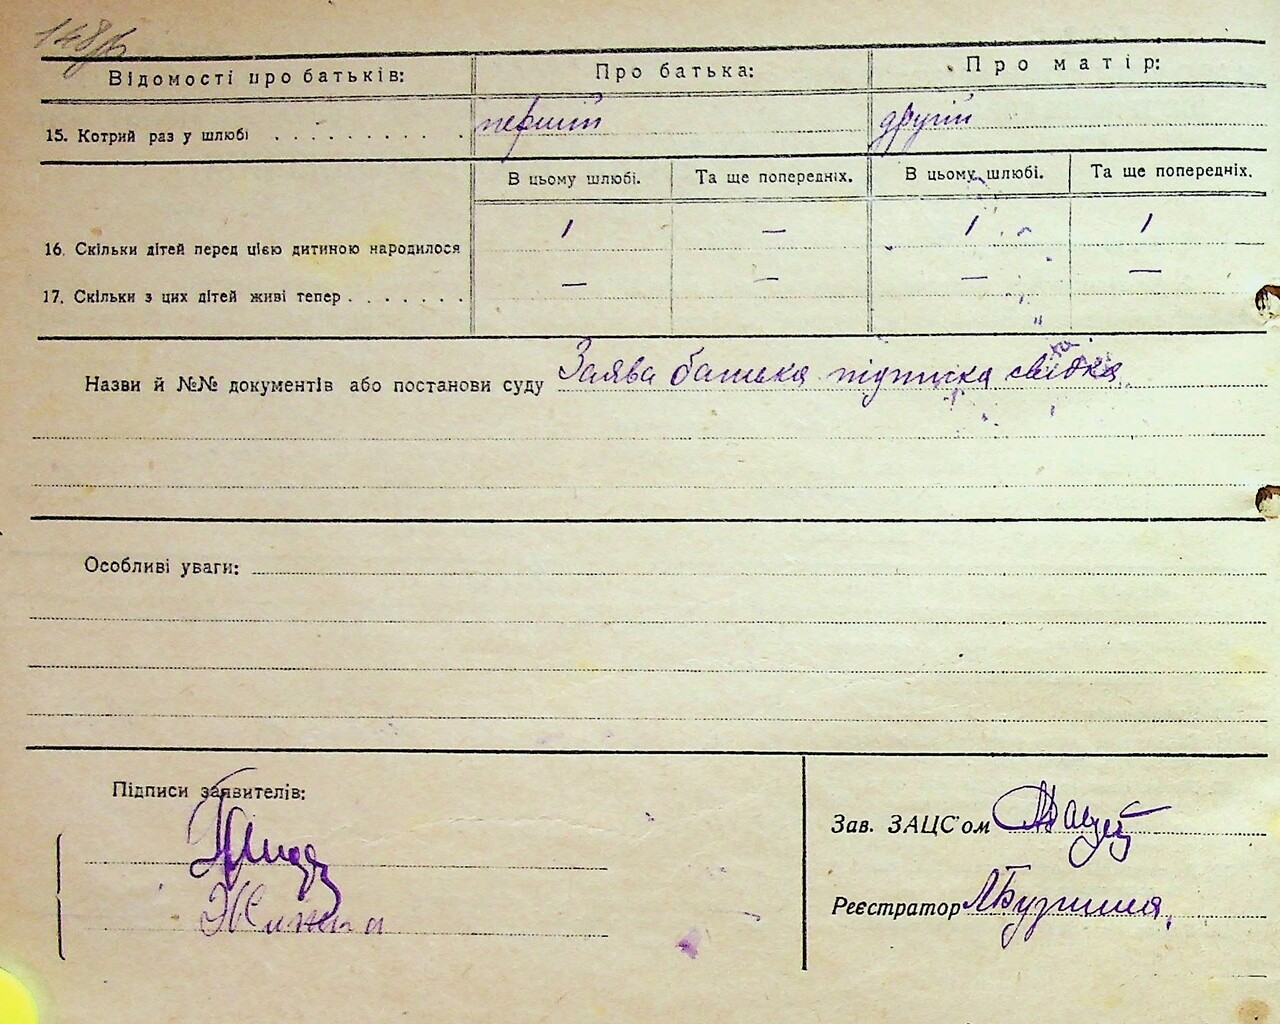 148/б
Відомості про батьків: Про батька: Про матір:
15. Котрий раз у шлюбі . . . . . . . . . . перший другий
В цьому шлюбі. Та ще попередніх. В цьому шлюбі. Та ще попередніх.
16. Скільки дітей перед цією дитиною народилося 1 — 1 1
17. Скільки з цих дітей живі тепер . . . . . . . — — — —
Назви й №№ документів або постанови суду Заява батька підписка свідка
Особливі уваги:
Підписи заявителів:
Зав. ЗАЦС'ом
Реєстратор